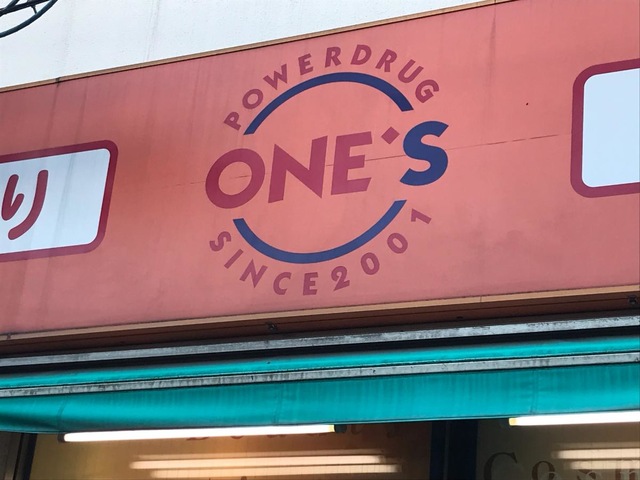 POWERDRUG
ONE'S
SINCE2001
り